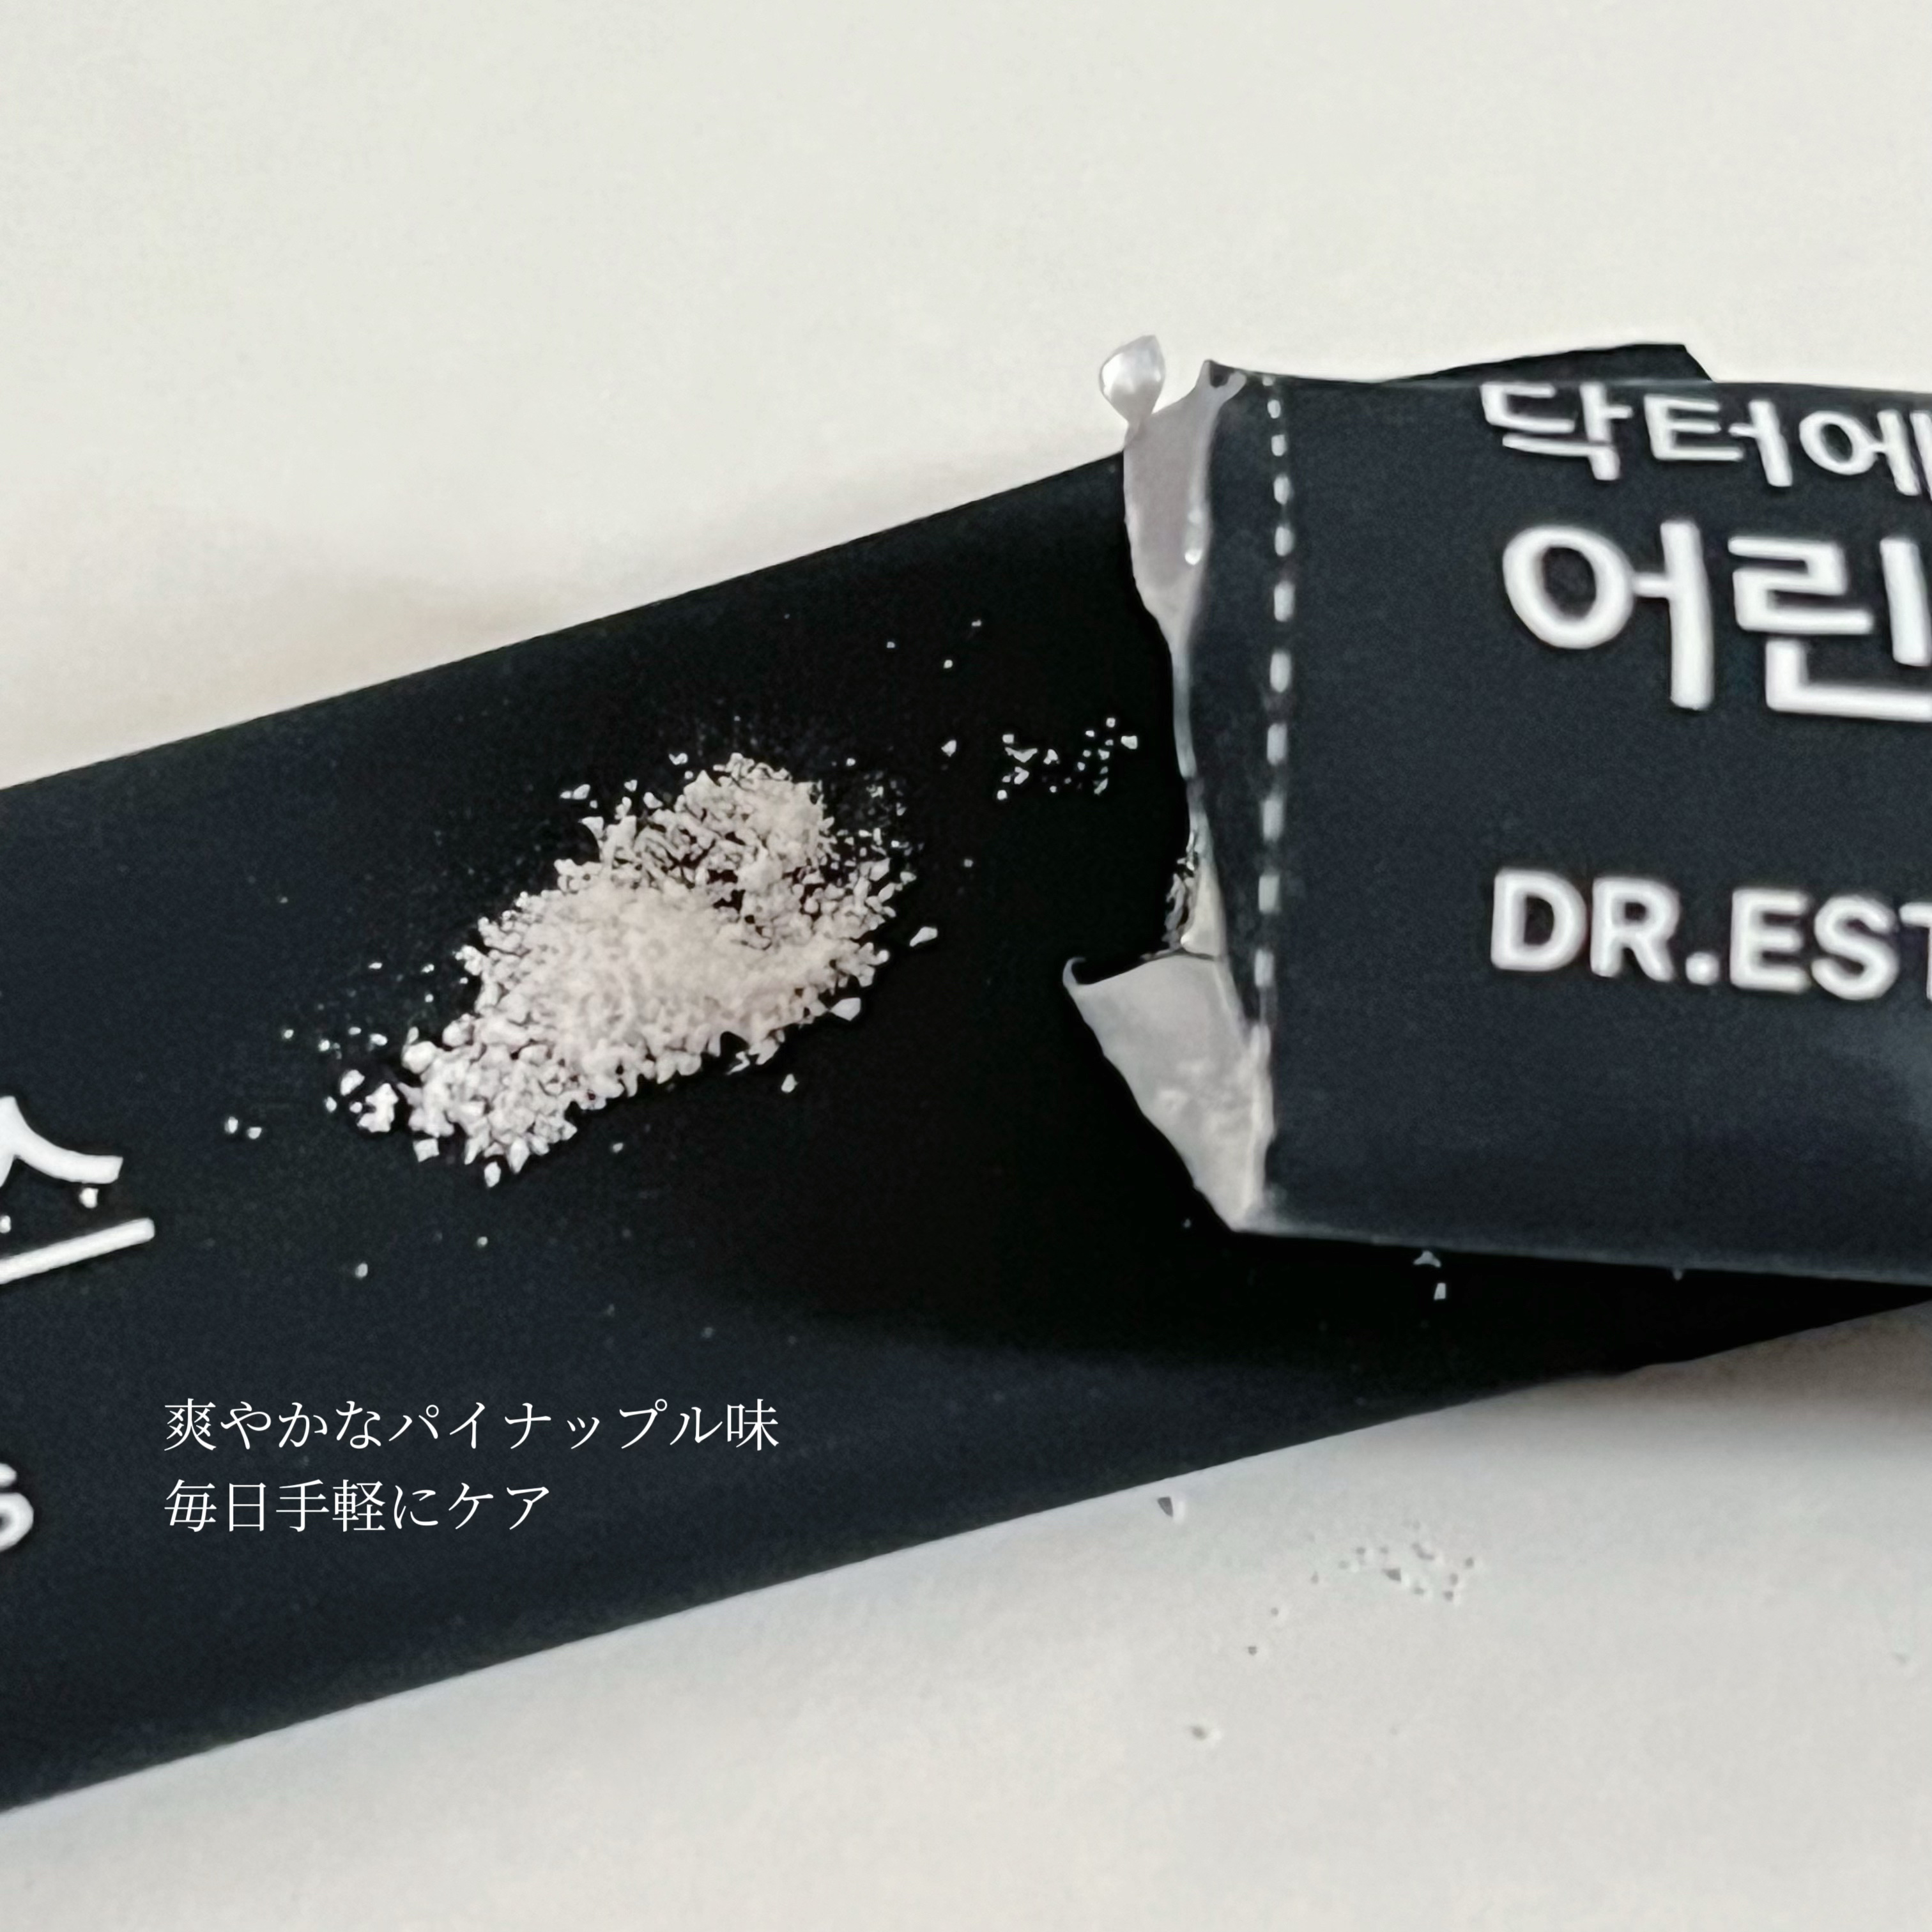 닥터에
어린
DR.EST
스
S
爽やかなパイナップル味
毎日手軽にケア